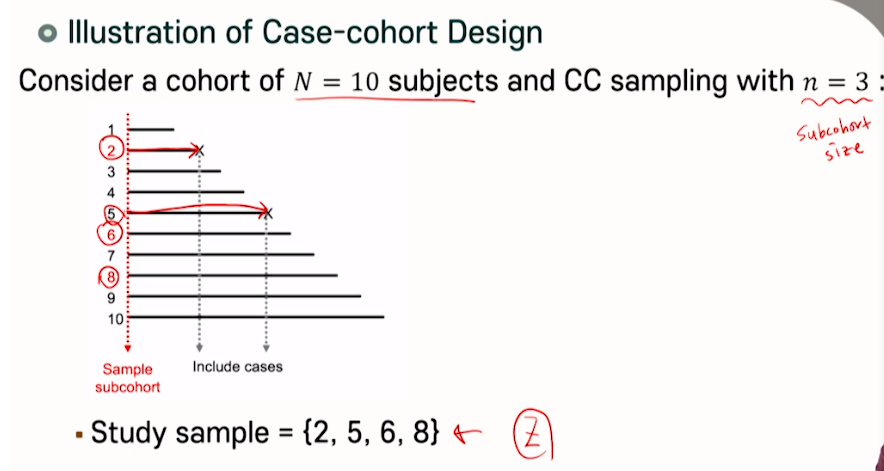 Illustration of Case-cohort Design
Consider a cohort of N = 10 subjects and CC sampling with n = 3 :
Subcohort
size
1
2
3
4
5
6
7
8
9
10
Sample
subcohort
Include cases
Study sample = {2, 5, 6, 8}
Z